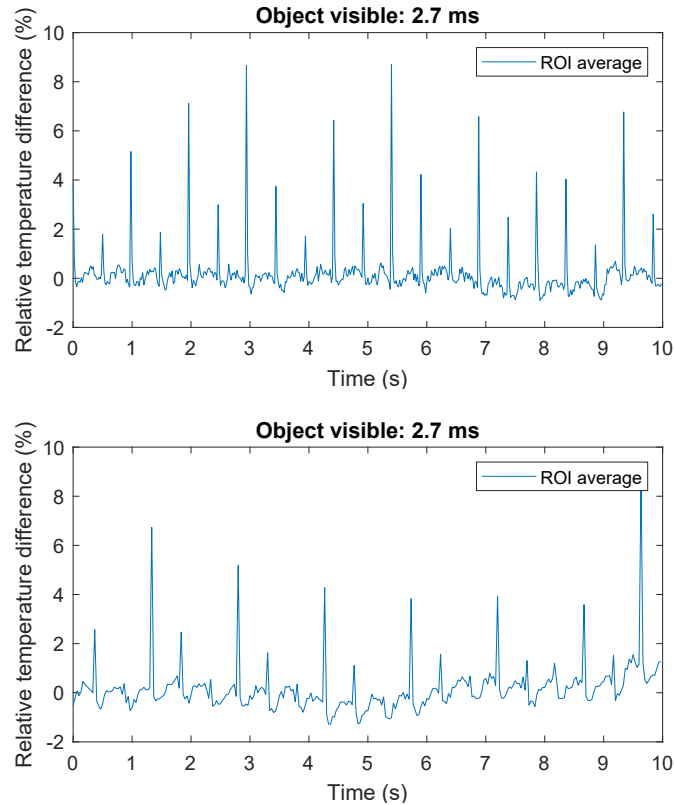 Object visible: 2.7 ms
Relative temperature difference (%)
10
8
6
4
2
0
-2
ROI average
0 1 2 3 4 5 6 7 8 9 10
Time (s)
Object visible: 2.7 ms
Relative temperature difference (%)
10
8
6
4
2
0
-2
ROI average
0 1 2 3 4 5 6 7 8 9 10
Time (s)